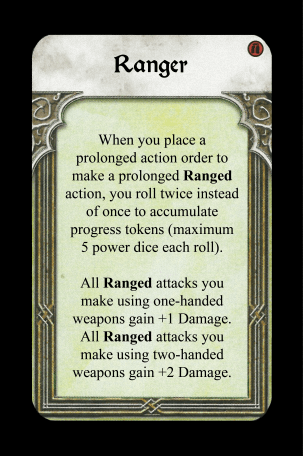 Ranger
When you place a
prolonged action order to
make a prolonged Ranged
action, you roll twice instead
of once to accumulate
progress tokens (maximum
5 power dice each roll).
All Ranged attacks you
make using one-handed
weapons gain +1 Damage.
All Ranged attacks you
make using two-handed
weapons gain +2 Damage.